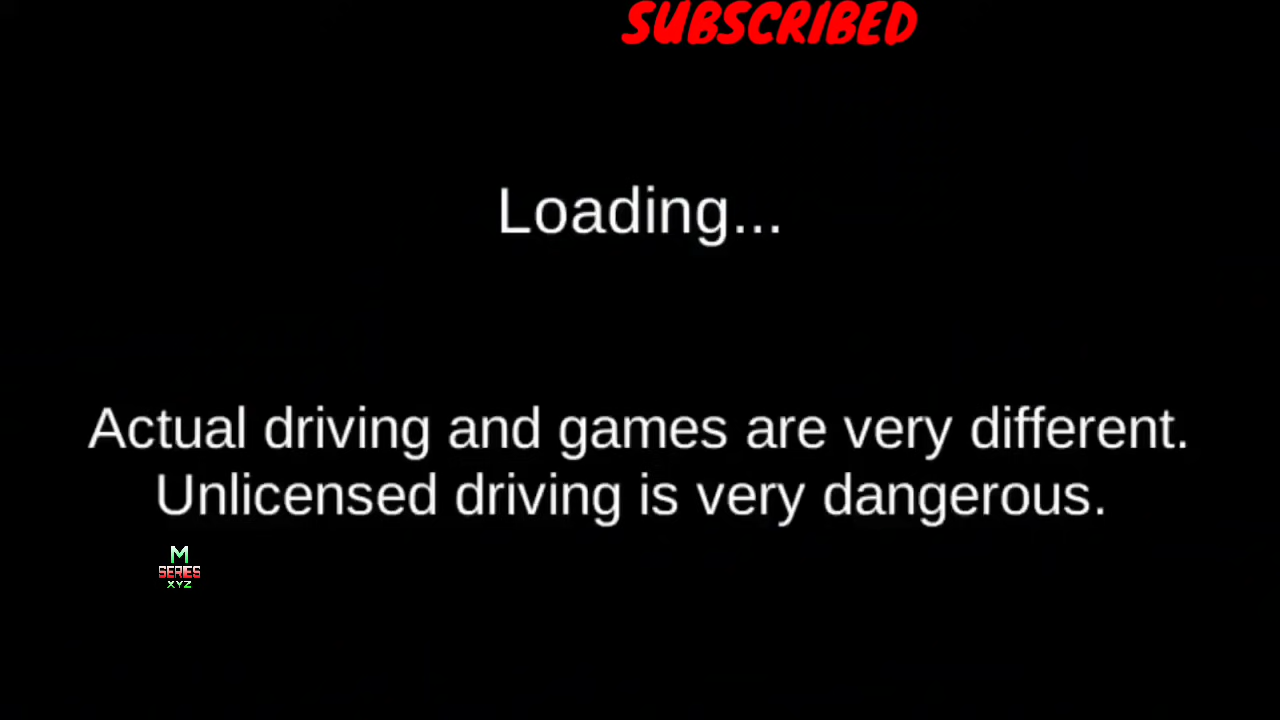 SUBSCRIBED
Loading...
Actual driving and games are very different.
Unlicensed driving is very dangerous.
M
SERIES
XYZ